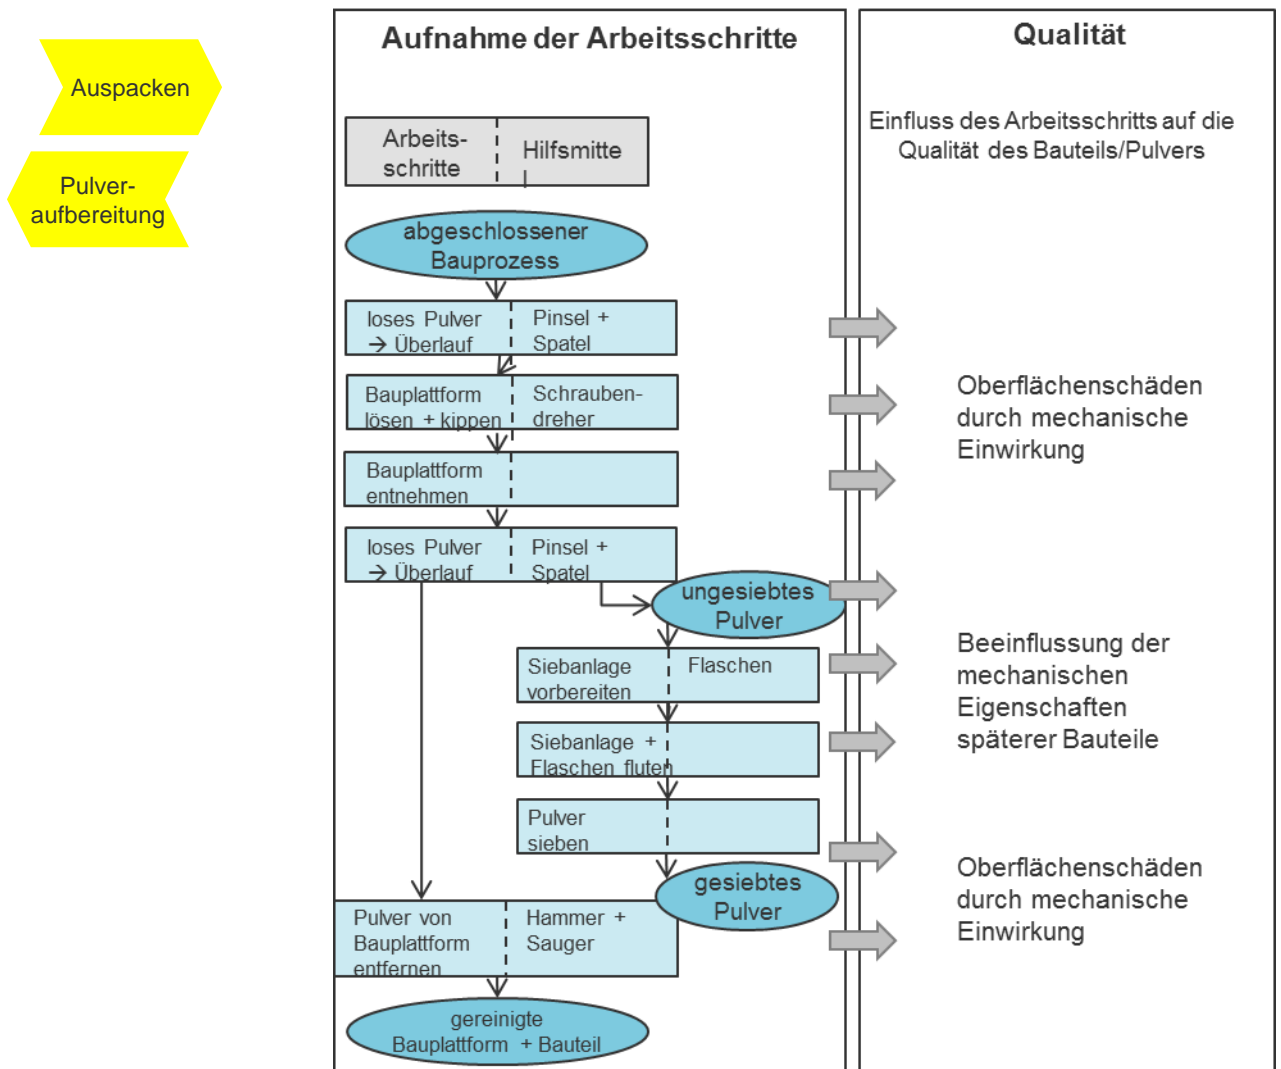 Auspacken
Pulver-
aufbereitung
Aufnahme der Arbeitsschritte
Arbeits-
schritte
Hilfsmitte
l
abgeschlossener
Bauprozess
loses Pulver
→ Überlauf
Pinsel +
Spatel
Bauplattform
lösen + kippen
Schrauben-
dreher
Bauplattform
entnehmen
loses Pulver
→ Überlauf
Pinsel +
Spatel
ungesiebtes
Pulver
Siebanlage
vorbereiten
Flaschen
Siebanlage +
Flaschen fluten
Pulver
sieben
gesiebtes
Pulver
Pulver von
Bauplattform
entfernen
Hammer +
Sauger
gereinigte
Bauplattform + Bauteil
Qualität
Einfluss des Arbeitsschritts auf die
Qualität des Bauteils/Pulvers
Oberflächenschäden
durch mechanische
Einwirkung
Beeinflussung der
mechanischen
Eigenschaften
späterer Bauteile
Oberflächenschäden
durch mechanische
Einwirkung